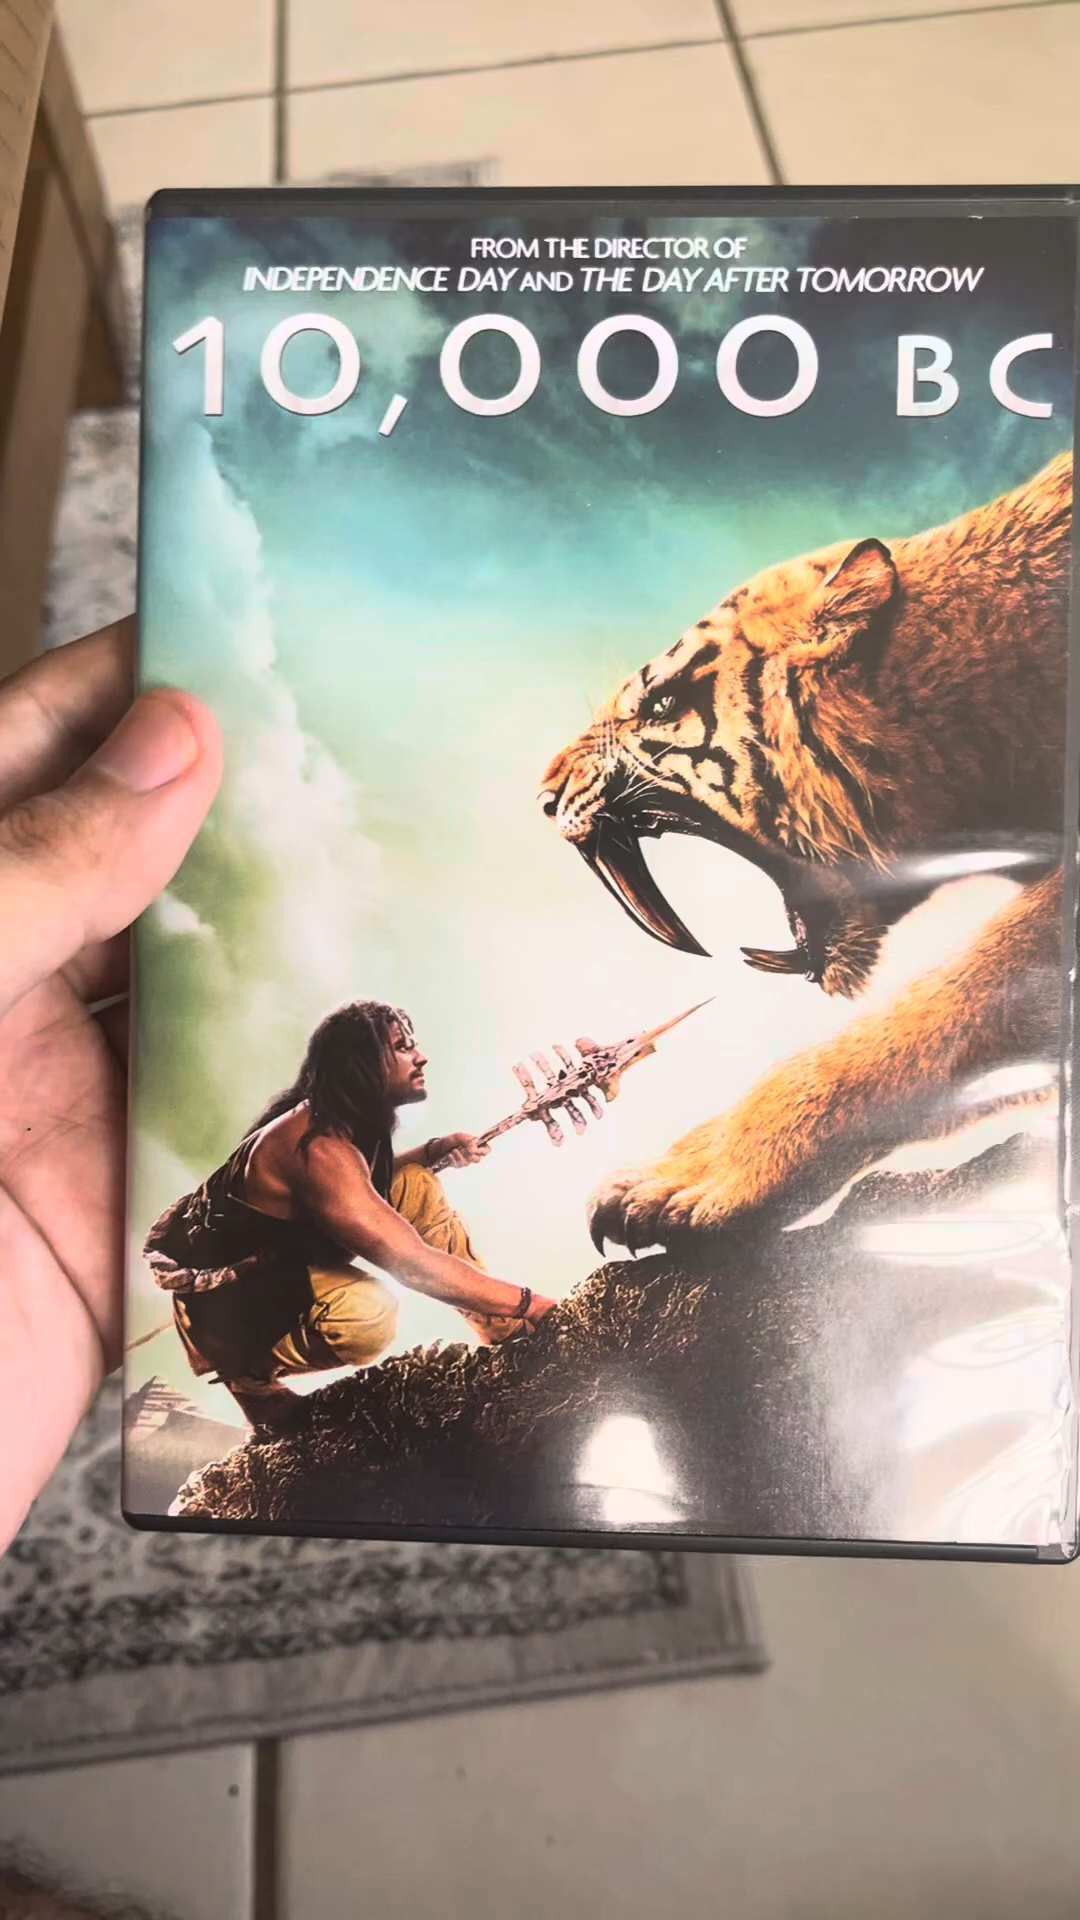 FROM THE DIRECTOR OF
INDEPENDENCE DAY AND THE DAY AFTER TOMORROW
10,000 BC